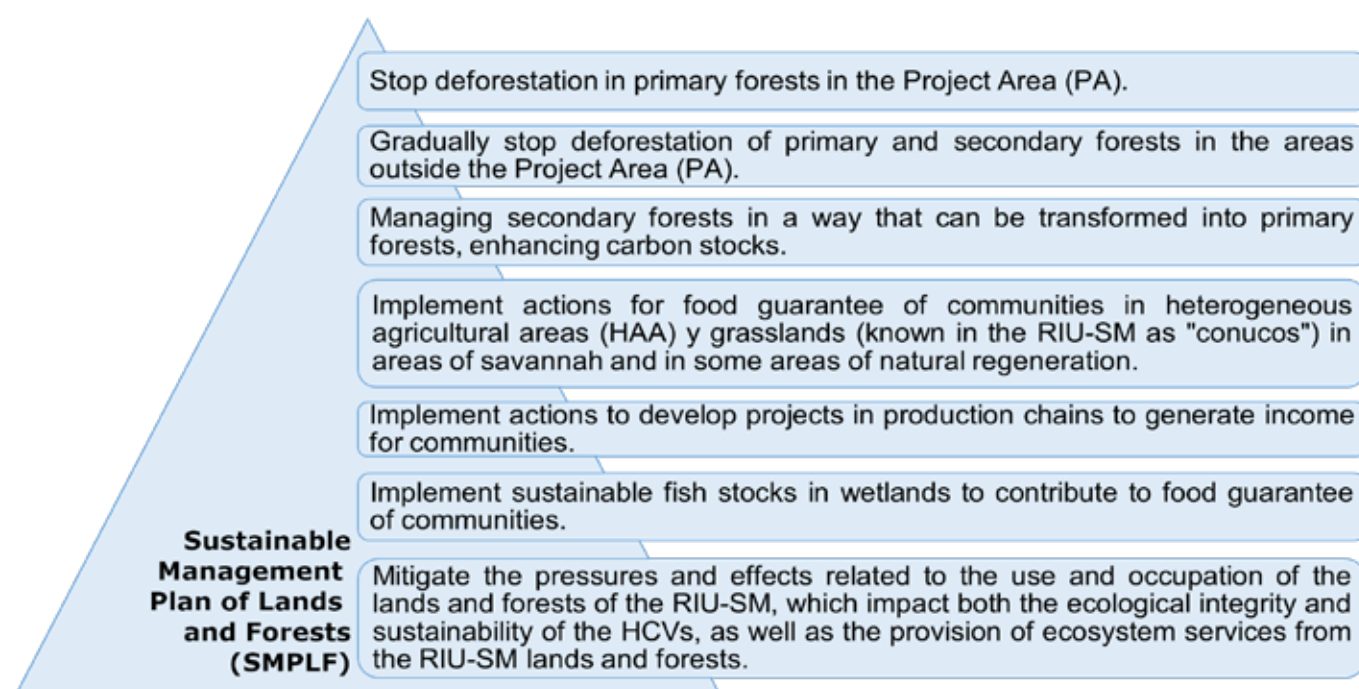 Stop deforestation in primary forests in the Project Area (PA).
Gradually stop deforestation of primary and secondary forests in the areas
outside the Project Area (PA).
Managing secondary forests in a way that can be transformed into primary
forests, enhancing carbon stocks.
Implement actions for food guarantee of communities in heterogeneous
agricultural areas (HAA) y grasslands (known in the RIU-SM as "conucos") in
areas of savannah and in some areas of natural regeneration.
Implement actions to develop projects in production chains to generate income
for communities.
Implement sustainable fish stocks in wetlands to contribute to food guarantee
of communities.
Sustainable
Management
Plan of Lands
and Forests
(SMPLF)
Mitigate the pressures and effects related to the use and occupation of the
lands and forests of the RIU-SM, which impact both the ecological integrity and
sustainability of the HCVs, as well as the provision of ecosystem services from
the RIU-SM lands and forests.